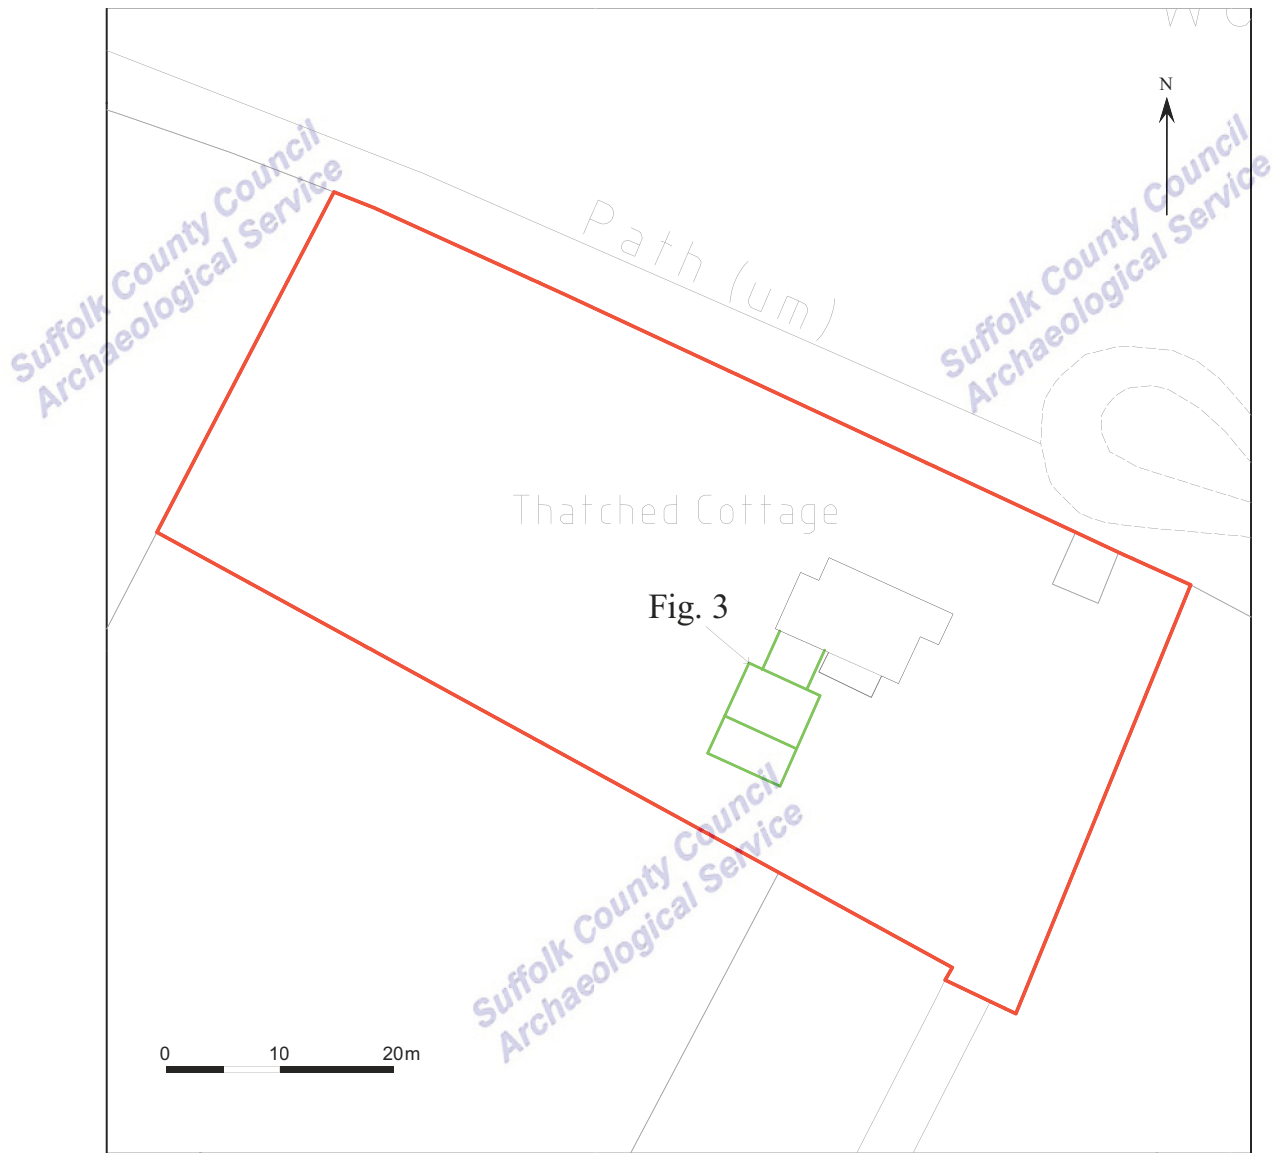 N
Suffolk County Council
Archaeological Service
Suffolk County Council
Archaeological Service
Path (um)
Thatched Cottage
Fig. 3
Suffolk County Council
Archaeological Service
0 10 20m